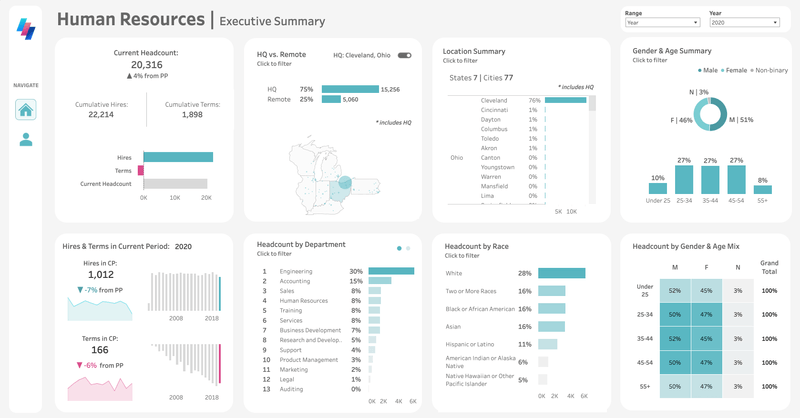 Human Resources | Executive Summary
Range
Year
Year
2020
NAVIGATE
Current Headcount:
20,316
▲ 4% from PP
Cumulative Hires:
22,214
Cumulative Terms:
1,898
Hires
Terms
Current Headcount
0K 10K 20K
HQ vs. Remote
Click to filter
HQ: Cleveland, Ohio
HQ 75% 15,256
Remote 25% 5,060
* includes HQ
Location Summary
Click to filter
States 7 | Cities 77
* includes HQ
Ohio
Cleveland 76%
Cincinnati 1%
Dayton 1%
Columbus 1%
Toledo 1%
Akron 1%
Canton 0%
Youngstown 0%
Warren 0%
Mansfield 0%
Lima 0%
5K 10K
Gender & Age Summary
Click to filter
Male Female Non-binary
N | 3%
F | 46%
M | 51%
10% 27% 27% 27% 8%
Under 25 25-34 35-44 45-54 55+
Hires & Terms in Current Period: 2020
Hires in CP:
1,012
▼ -7% from PP
2008 2018
Terms in CP:
166
▼ -6% from PP
2008 2018
Headcount by Department
Click to filter
1 Engineering 30%
2 Accounting 15%
3 Sales 8%
4 Human Resources 8%
5 Training 8%
6 Services 8%
7 Business Development 7%
8 Research and Develop.. 5%
9 Support 4%
10 Product Management 3%
11 Marketing 2%
12 Legal 1%
13 Auditing 0%
0K 2K 4K 6K
Headcount by Race
Click to filter
White 28%
Two or More Races 16%
Black or African American 16%
Asian 16%
Hispanic or Latino 11%
American Indian or Alaska Native 6%
Native Hawaiian or Other Pacific Islander 5%
0K 2K 4K 6K
Headcount by Gender & Age Mix
M F N Grand Total
Under 25 52% 45% 3% 100%
25-34 50% 47% 3% 100%
35-44 52% 45% 3% 100%
45-54 50% 47% 3% 100%
55+ 50% 47% 3% 100%